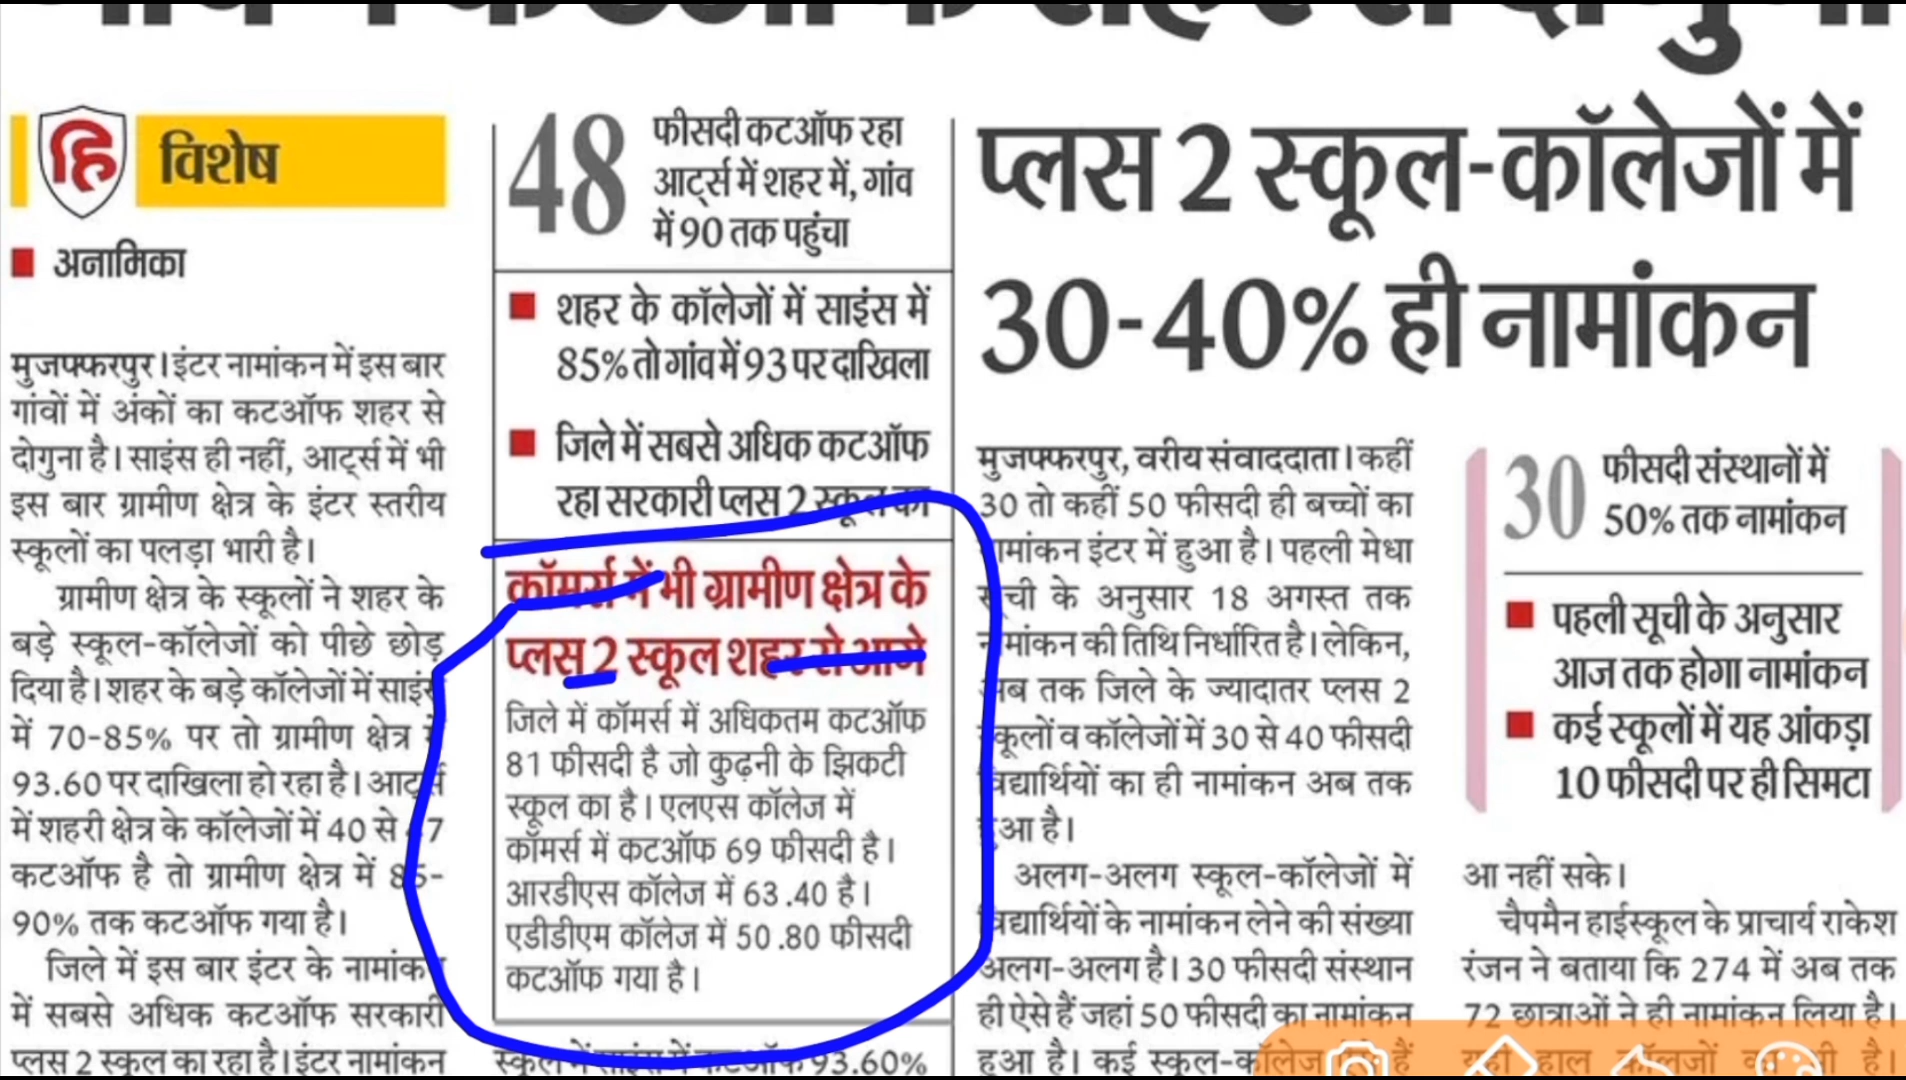 हि विशेष
अनामिका
मुजफ्फरपुर। इंटर नामांकन में इस बार
गांवों में अंकों का कटऑफ शहर से
दोगुना है। साइंस ही नहीं, आर्ट्स में भी
इस बार ग्रामीण क्षेत्र के इंटर स्तरीय
स्कूलों का पलड़ा भारी है।
ग्रामीण क्षेत्र के स्कूलों ने शहर के
बड़े स्कूल-कॉलेजों को पीछे छोड़
दिया है। शहर के बड़े कॉलेजों में साइंस
में 70-85% पर तो ग्रामीण क्षेत्र में
93.60 पर दाखिला हो रहा है। आर्ट्स
में शहरी क्षेत्र के कॉलेजों में 40 से
कटऑफ है तो ग्रामीण क्षेत्र में
90% तक कटऑफ गया है।
जिले में इस बार इंटर के नामांकन
में सबसे अधिक कटऑफ सरकारी
प्लस 2 स्कूल का रहा है। इंटर नामांकन
48 फीसदी कटऑफ रहा
आर्ट्स में शहर में, गांव
में 90 तक पहुंचा
शहर के कॉलेजों में साइंस में
85% तो गांव में 93 पर दाखिला
जिले में सबसे अधिक कटऑफ
रहा सरकारी प्लस 2 स्कूल का
कॉमर्स में भी ग्रामीण क्षेत्र के
प्लस 2 स्कूल शहर से आगे
जिले में कॉमर्स में अधिकतम कटऑफ
81 फीसदी है जो कुढ़नी के झिकटी
स्कूल का है। एलएस कॉलेज में
कॉमर्स में कटऑफ 69 फीसदी है।
आरडीएस कॉलेज में 63.40 है।
एडीडीएम कॉलेज में 50.80 फीसदी
कटऑफ गया है।
स्कूल में साइंस में कटऑफ 93.60%
प्लस 2 स्कूल-कॉलेजों में
30-40% ही नामांकन
मुजफ्फरपुर, वरीय संवाददाता। कहीं
30 तो कहीं 50 फीसदी ही बच्चों का
नामांकन इंटर में हुआ है। पहली मेधा
सूची के अनुसार 18 अगस्त तक
नामांकन की तिथि निर्धारित है। लेकिन,
अब तक जिले के ज्यादातर प्लस 2
स्कूलों व कॉलेजों में 30 से 40 फीसदी
विद्यार्थियों का ही नामांकन अब तक
हुआ है।
अलग-अलग स्कूल-कॉलेजों में
विद्यार्थियों के नामांकन लेने की संख्या
अलग-अलग है। 30 फीसदी संस्थान
ही ऐसे हैं जहां 50 फीसदी का नामांकन
हुआ है। कई स्कूल-कॉलेज हैं
30 फीसदी संस्थानों में
50% तक नामांकन
पहली सूची के अनुसार
आज तक होगा नामांकन
कई स्कूलों में यह आंकड़ा
10 फीसदी पर ही सिमटा
आ नहीं सके।
चैपमैन हाईस्कूल के प्राचार्य राकेश
रंजन ने बताया कि 274 में अब तक
72 छात्राओं ने ही नामांकन लिया है।
यही हाल कॉलजों है।